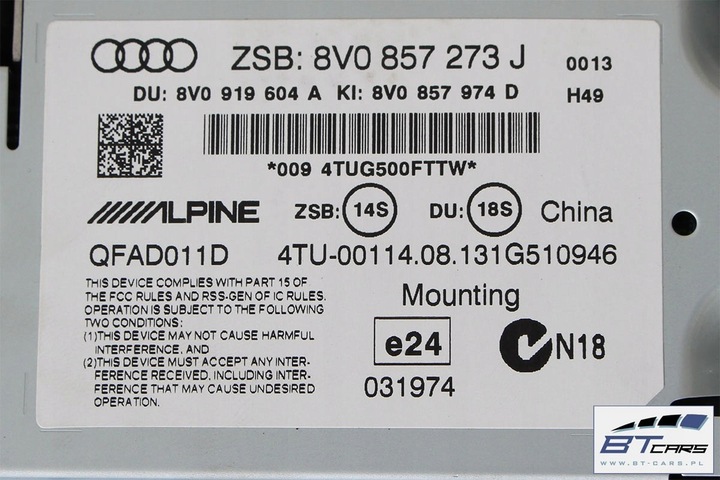 ZSB: 8V0 857 273 J 0013
DU: 8V0 919 604 A KI: 8V0 857 974 D H49
*009 4TUG500FTTW*
ALPINE ZSB: 14S DU: 18S China
QFAD011D 4TU-00114.08.131G510946
THIS DEVICE COMPLIES WITH PART 15 OF
THE FCC RULES AND RSS-GEN OF IC RULES.
OPERATION IS SUBJECT TO THE FOLLOWING
TWO CONDITIONS:
(1)THIS DEVICE MAY NOT CAUSE HARMFUL
INTERFERENCE, AND
(2)THIS DEVICE MUST ACCEPT ANY INTER-
FERENCE RECEIVED, INCLUDING INTER-
FERENCE THAT MAY CAUSE UNDESIRED
OPERATION.
Mounting
e24 N18
031974
BT CARS
WWW.BT-CARS.PL